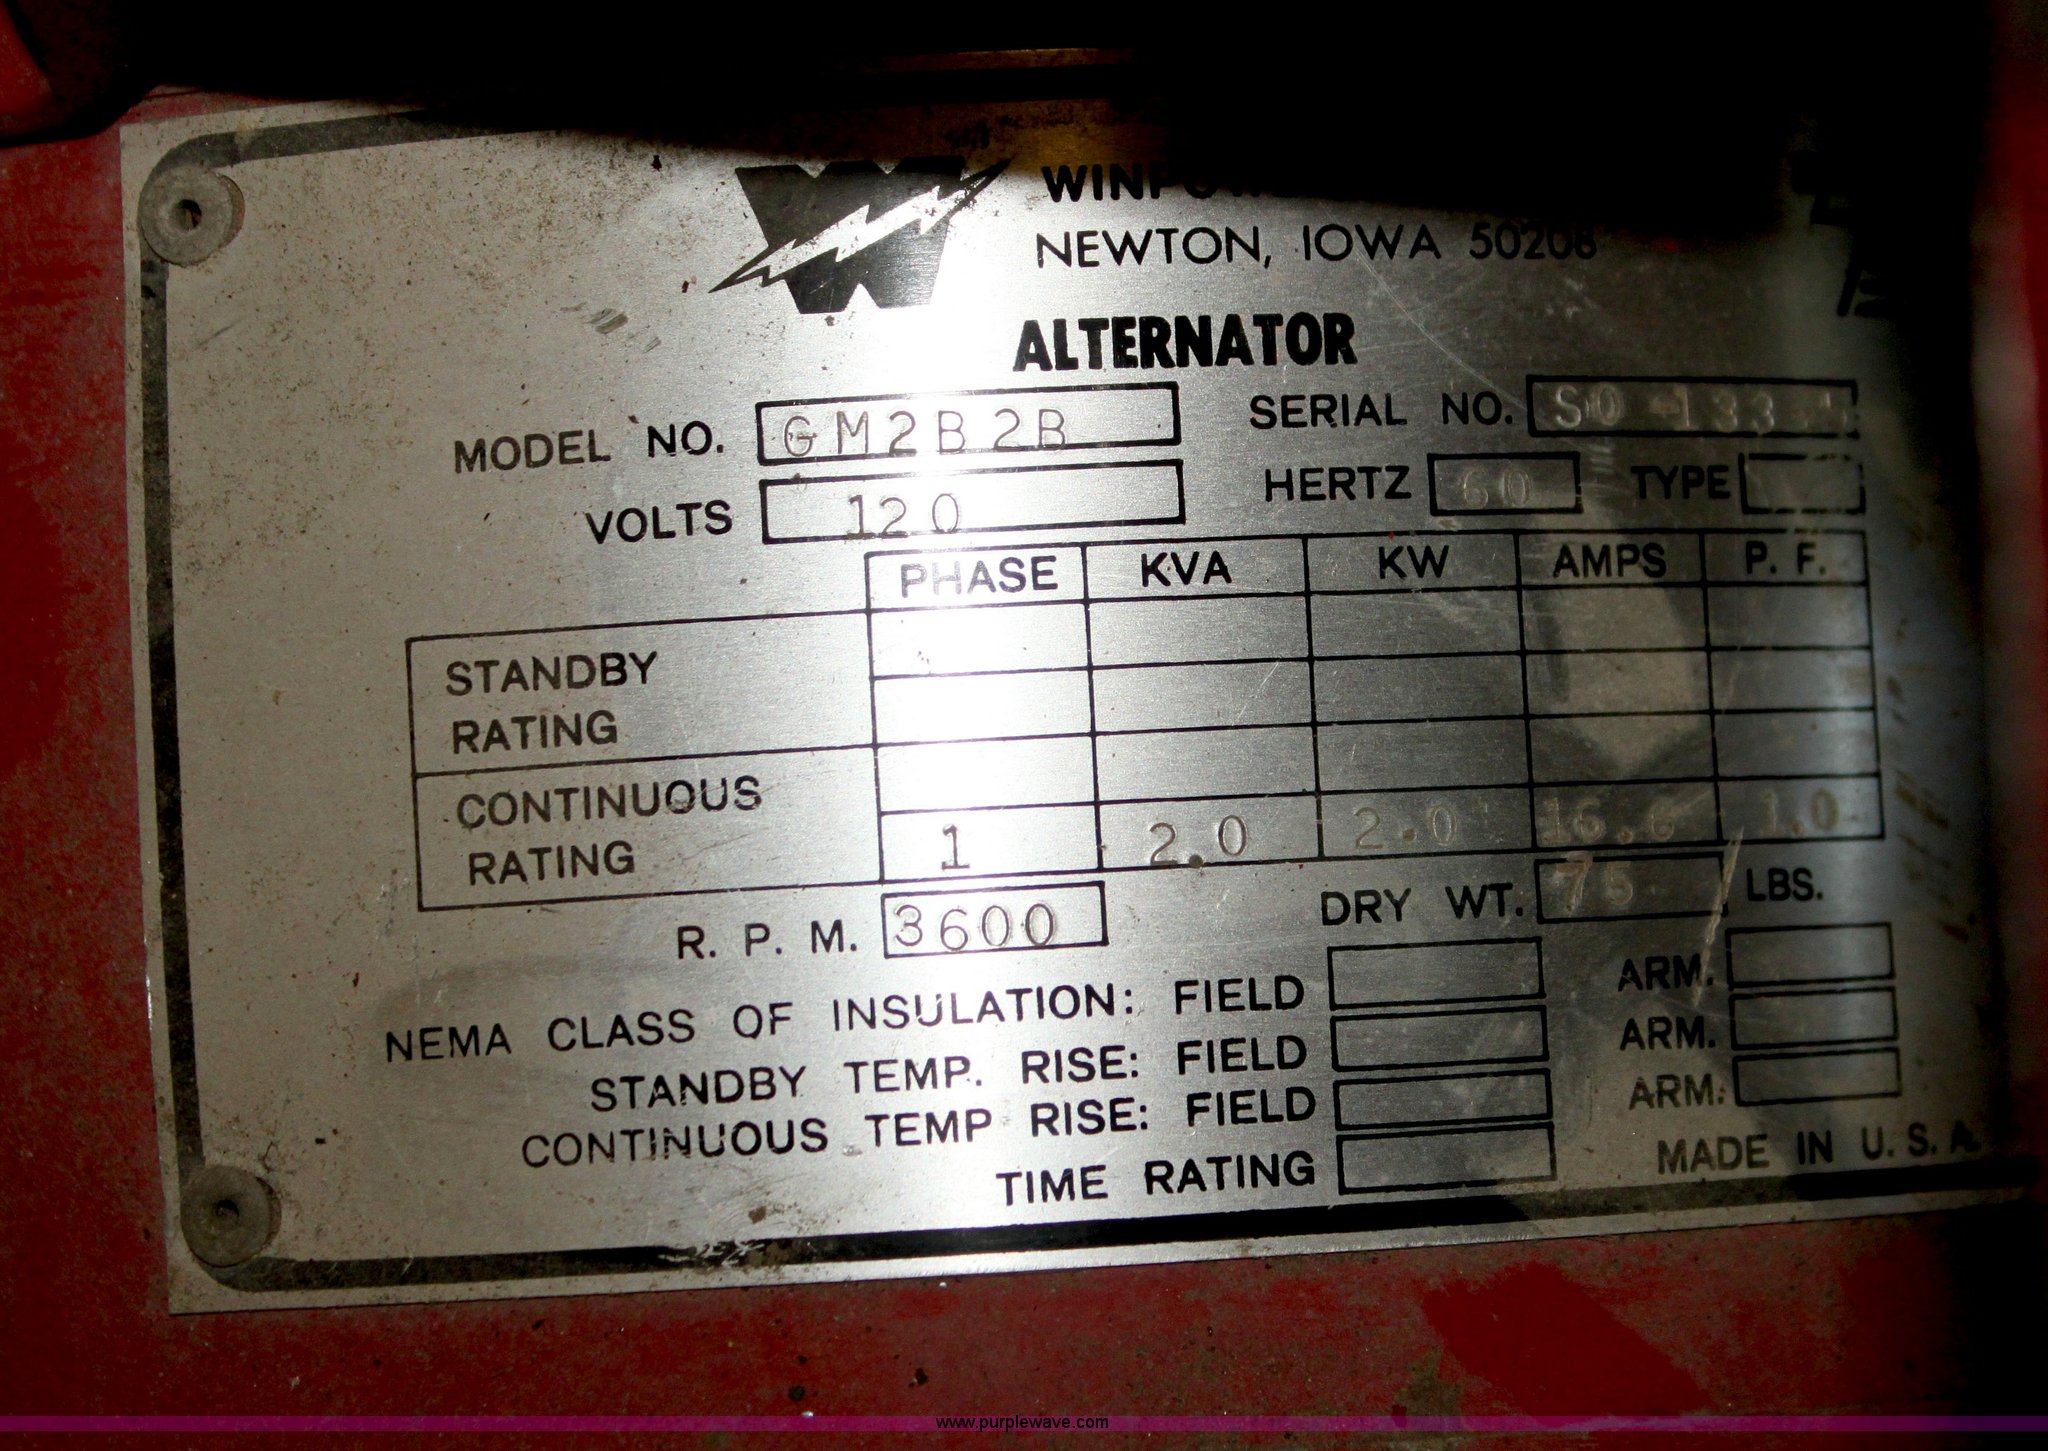 W
NEWTON, IOWA 50208
ALTERNATOR
MODEL NO. GM2B2B SERIAL NO.
VOLTS 120 HERTZ 60 TYPE
PHASE KVA KW AMPS P. F.
STANDBY
RATING
CONTINUOUS
RATING 1 2.0 2.0 16.6 1.0
R. P. M. 3600 DRY WT. 75 LBS.
NEMA CLASS OF INSULATION: FIELD ARM.
STANDBY TEMP. RISE: FIELD ARM.
CONTINUOUS TEMP RISE: FIELD ARM.
TIME RATING
MADE IN U. S. A.
www.purplewave.com